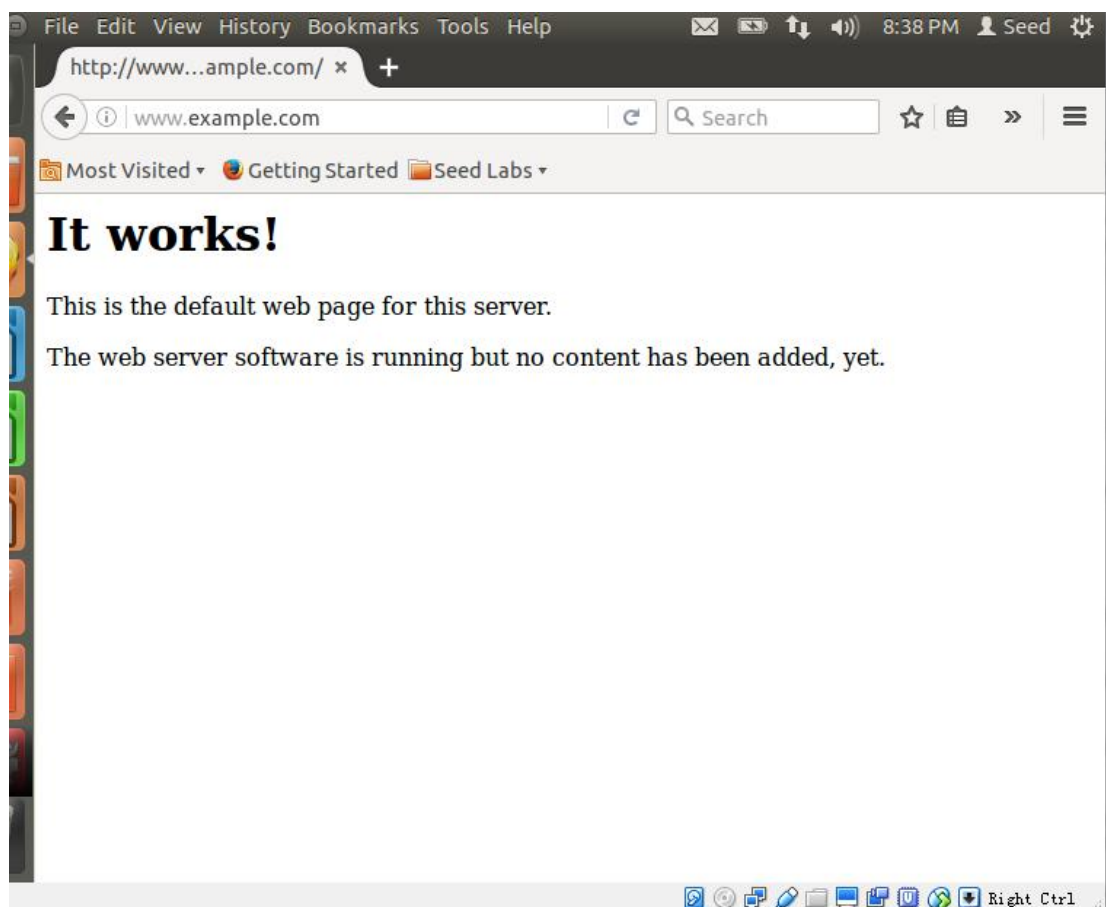 File Edit View History Bookmarks Tools Help 8:38 PM Seed
http://www...ample.com/ × +
www.example.com Search
Most Visited Getting Started Seed Labs
It works!
This is the default web page for this server.
The web server software is running but no content has been added, yet.
Right Ctrl